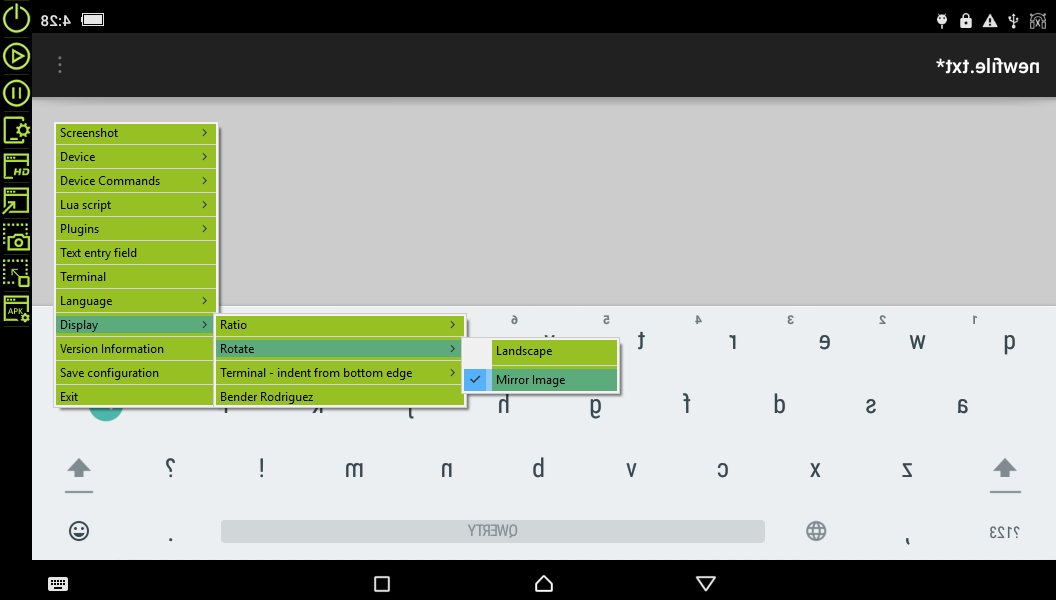 4:28
newfile.txt*
HD
APK
Screenshot
Device
Device Commands
Lua script
Plugins
Text entry field
Terminal
Language
Display
Version Information
Save configuration
Exit
Ratio
Rotate
Terminal - indent from bottom edge
Bender Rodriguez
Landscape
Mirror Image
6 5 4 3 2 1
t r e w q
h g f d s a
? ! m n b v c x z
. QWERTY , ?123